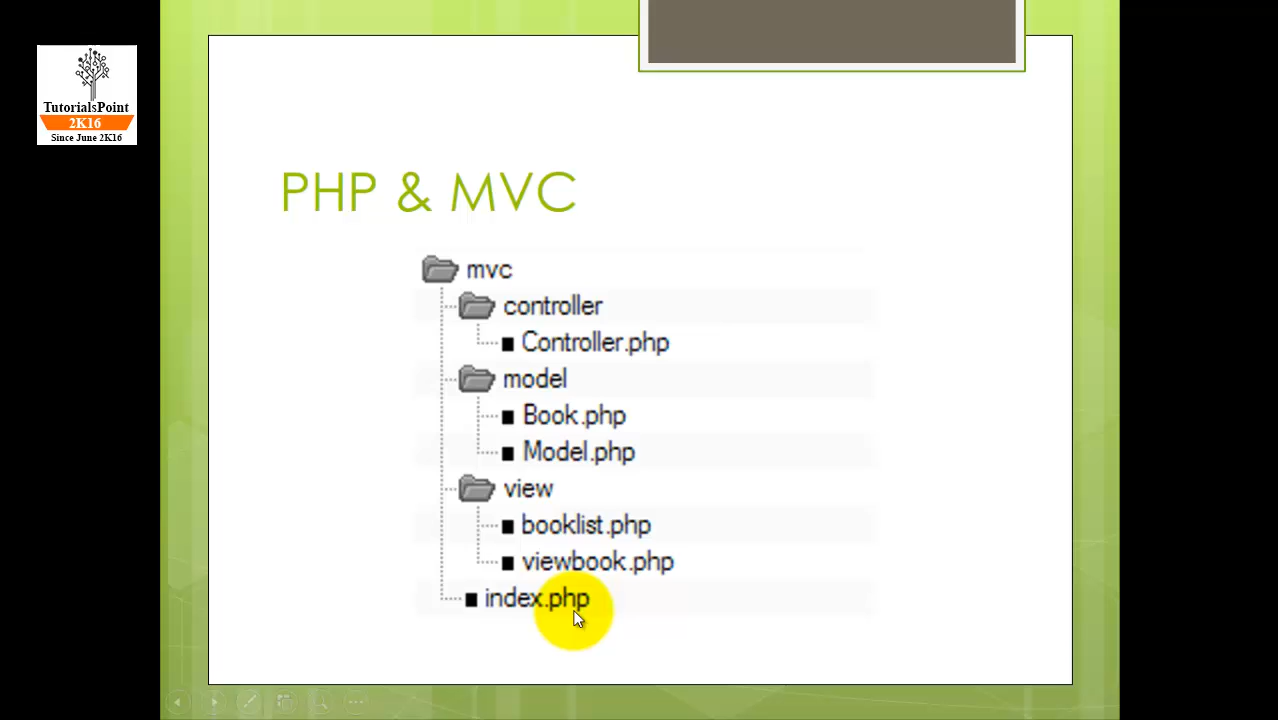 TutorialsPoint
2K16
Since June 2K16
PHP & MVC
mvc
controller
Controller.php
model
Book.php
Model.php
view
booklist.php
viewbook.php
index.php